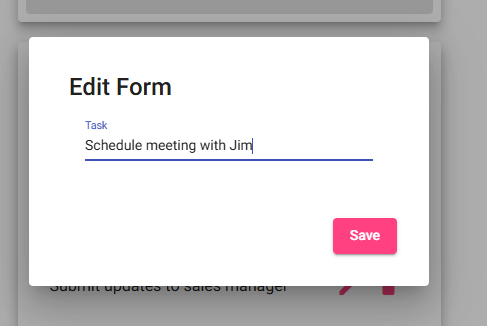 Edit Form
Task
Schedule meeting with Jim
Save
Submit updates to sales manager